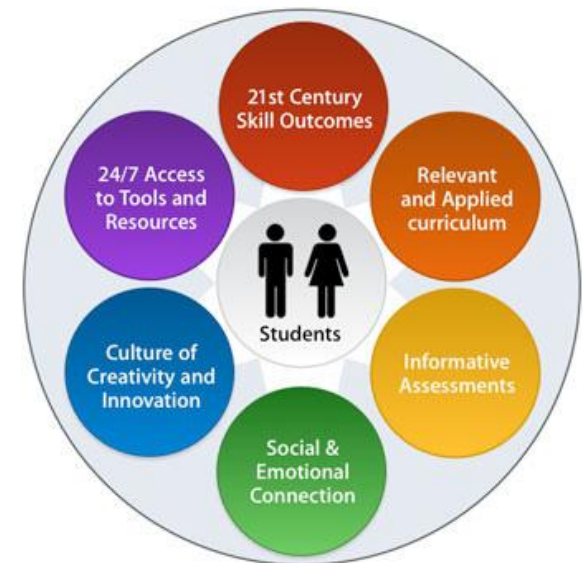 21st Century
Skill Outcomes
Relevant
and Applied
curriculum
Informative
Assessments
Social &
Emotional
Connection
Culture of
Creativity and
Innovation
24/7 Access
to Tools and
Resources
Students